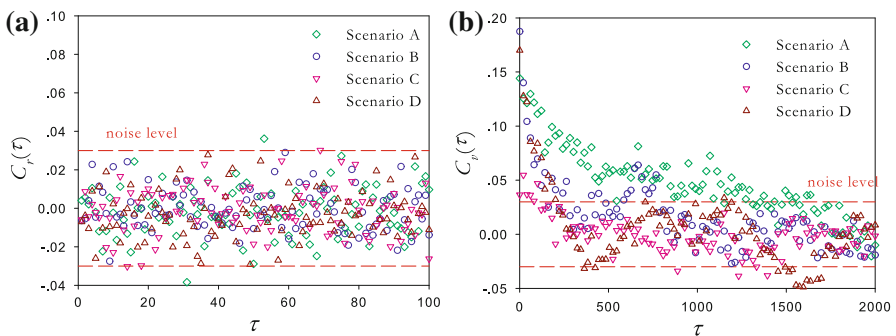 (a)
.10
.08
.06
.04
.02
0.00
-.02
-.04
C_r(τ)
0
20
40
60
80
100
τ
Scenario A
Scenario B
Scenario C
Scenario D
noise level
(b)
.20
.15
.10
.05
0.00
-.05
C_v(τ)
0
500
1000
1500
2000
τ
Scenario A
Scenario B
Scenario C
Scenario D
noise level